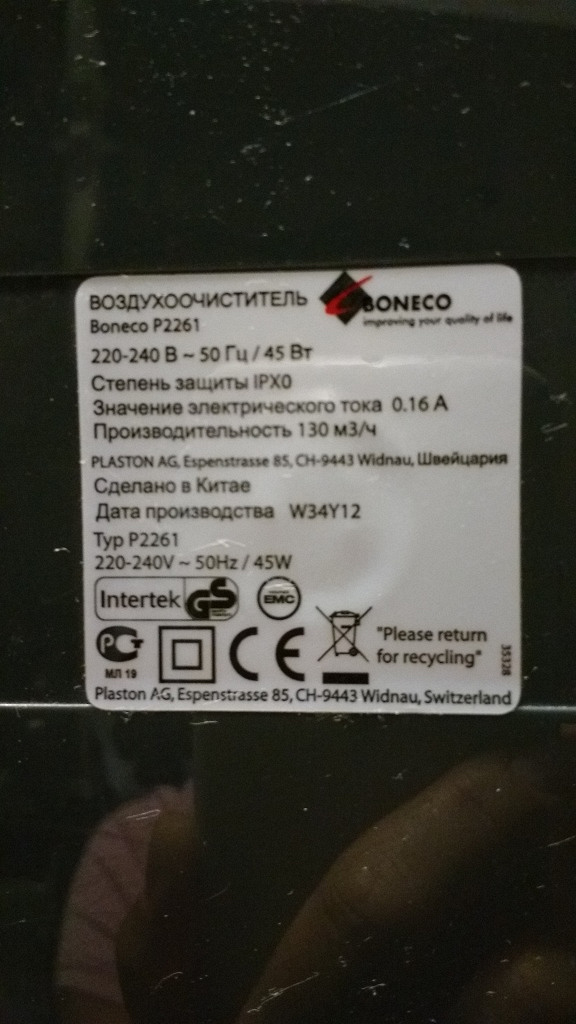 ВОЗДУХООЧИСТИТЕЛЬ
BONECO
improving your quality of life
Boneco P2261
220-240 В ~ 50 Гц / 45 Вт
Степень защиты IPX0
Значение электрического тока 0.16 А
Производительность 130 м3/ч
PLASTON AG, Espenstrasse 85, CH-9443 Widnau, Швейцария
Сделано в Китае
Дата производства W34Y12
Typ P2261
220-240V ~ 50Hz / 45W
Intertek GS
EMC
РСТ
МЛ 19
CE
"Please return
for recycling"
35328
Plaston AG, Espenstrasse 85, CH-9443 Widnau, Switzerland